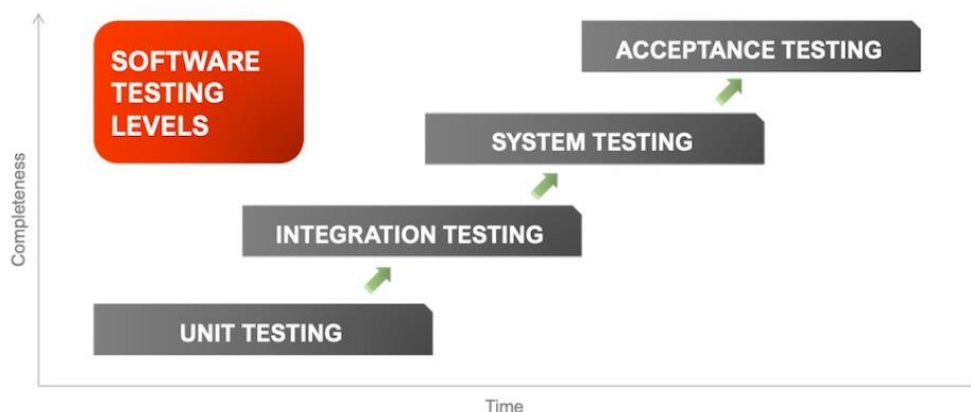 SOFTWARE
TESTING
LEVELS
ACCEPTANCE TESTING
SYSTEM TESTING
INTEGRATION TESTING
UNIT TESTING
Completeness
Time